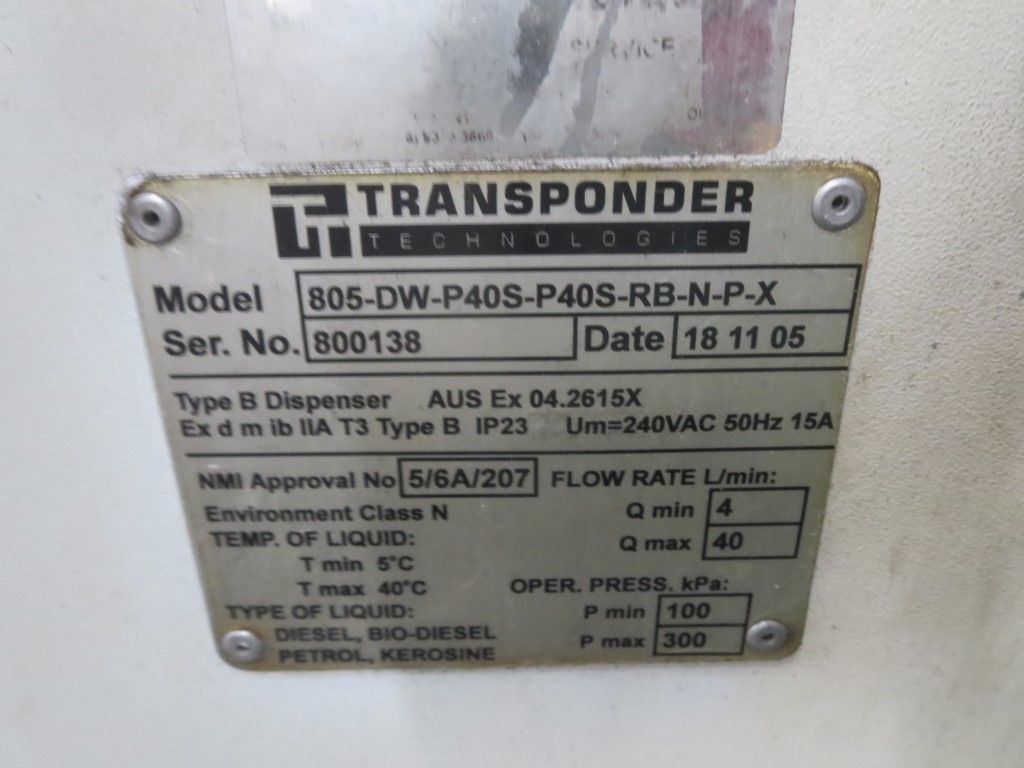 SERVICE
TRANSPONDER
TECHNOLOGIES
Model 805-DW-P40S-P40S-RB-N-P-X
Ser. No. 800138 Date 18 11 05
Type B Dispenser AUS Ex 04.2615X
Ex d m ib IIA T3 Type B IP23 Um=240VAC 50Hz 15A
NMI Approval No 5/6A/207 FLOW RATE L/min:
Environment Class N Q min 4
TEMP. OF LIQUID: Q max 40
T min 5°C
T max 40°C OPER. PRESS. kPa:
TYPE OF LIQUID: P min 100
DIESEL, BIO-DIESEL P max 300
PETROL, KEROSINE